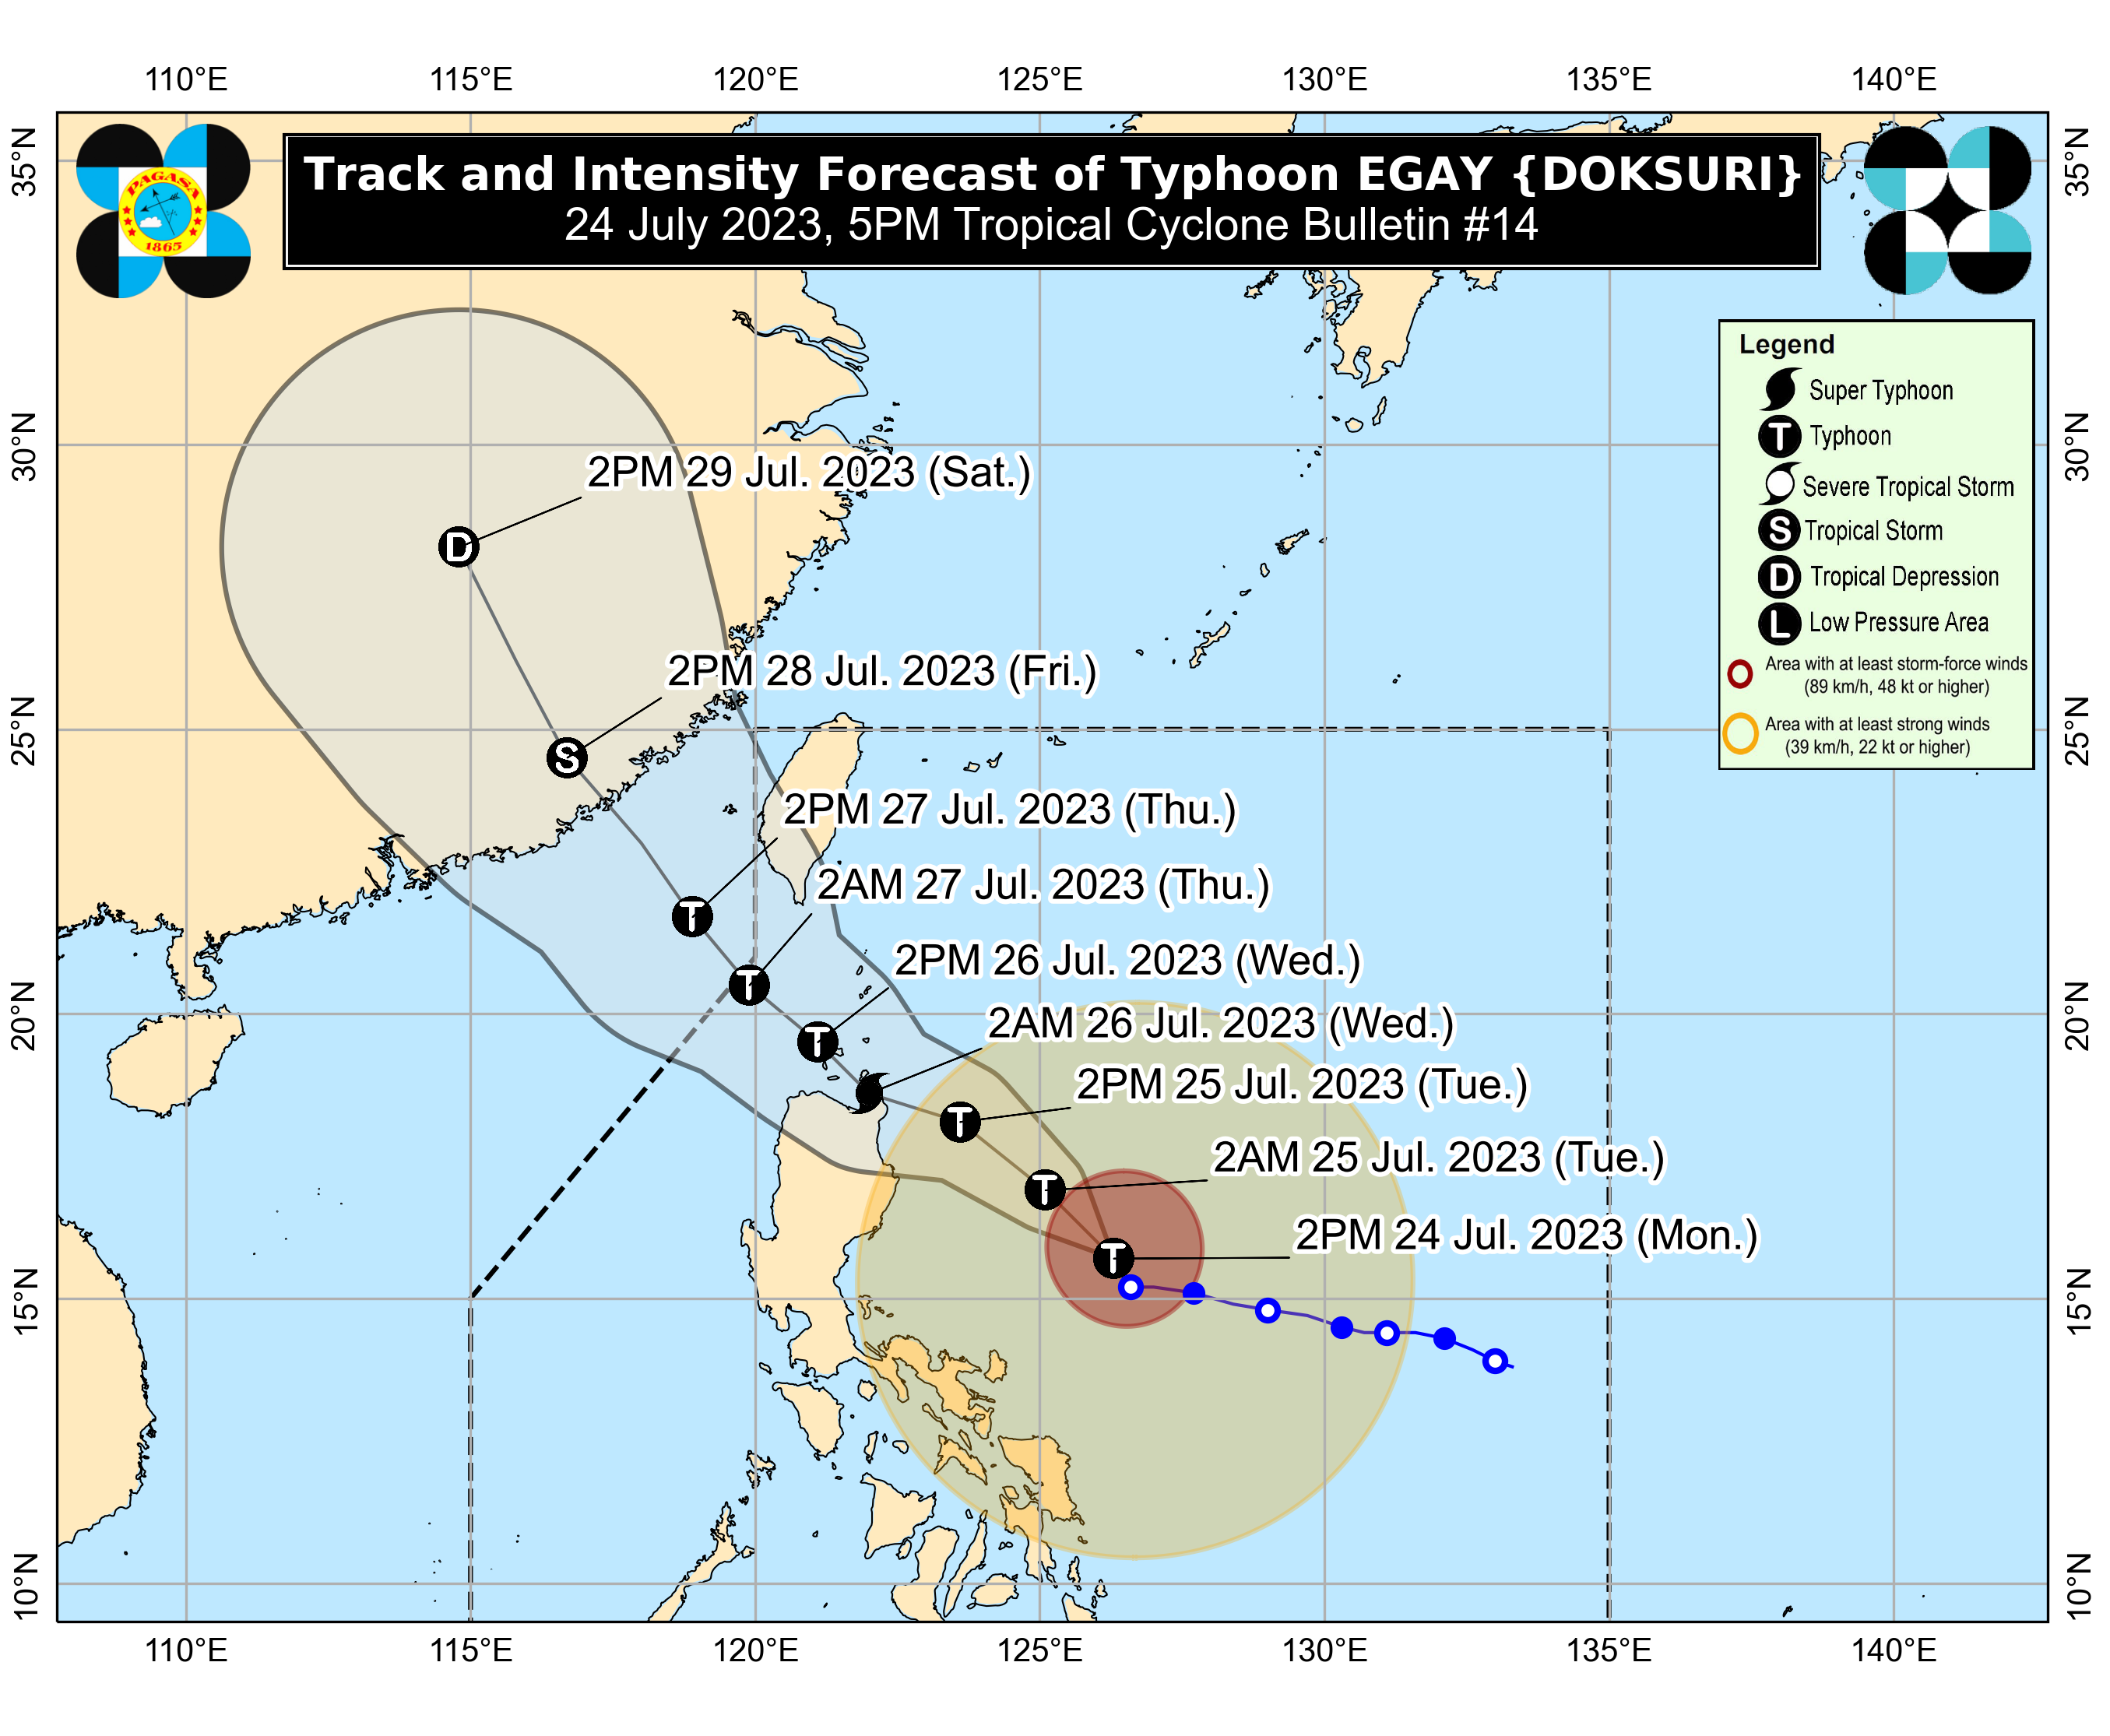 110°E 115°E 120°E 125°E 130°E 135°E 140°E
Track and Intensity Forecast of Typhoon EGAY {DOKSURI}
24 July 2023, 5PM Tropical Cyclone Bulletin #14
PAGASA
1865
35°N 35°N
Legend
Super Typhoon
Typhoon
Severe Tropical Storm
Tropical Storm
Tropical Depression
Low Pressure Area
Area with at least storm-force winds
(89 km/h, 48 kt or higher)
Area with at least strong winds
(39 km/h, 22 kt or higher)
T
S
D
L
30°N 30°N
2PM 29 Jul. 2023 (Sat.)
D
2PM 28 Jul. 2023 (Fri.)
25°N 25°N
S
2PM 27 Jul. 2023 (Thu.)
T
2AM 27 Jul. 2023 (Thu.)
T
2PM 26 Jul. 2023 (Wed.)
20°N 20°N
T
2AM 26 Jul. 2023 (Wed.)
2PM 25 Jul. 2023 (Tue.)
T
2AM 25 Jul. 2023 (Tue.)
T
2PM 24 Jul. 2023 (Mon.)
T
15°N 15°N
10°N 10°N
110°E 115°E 120°E 125°E 130°E 135°E 140°E